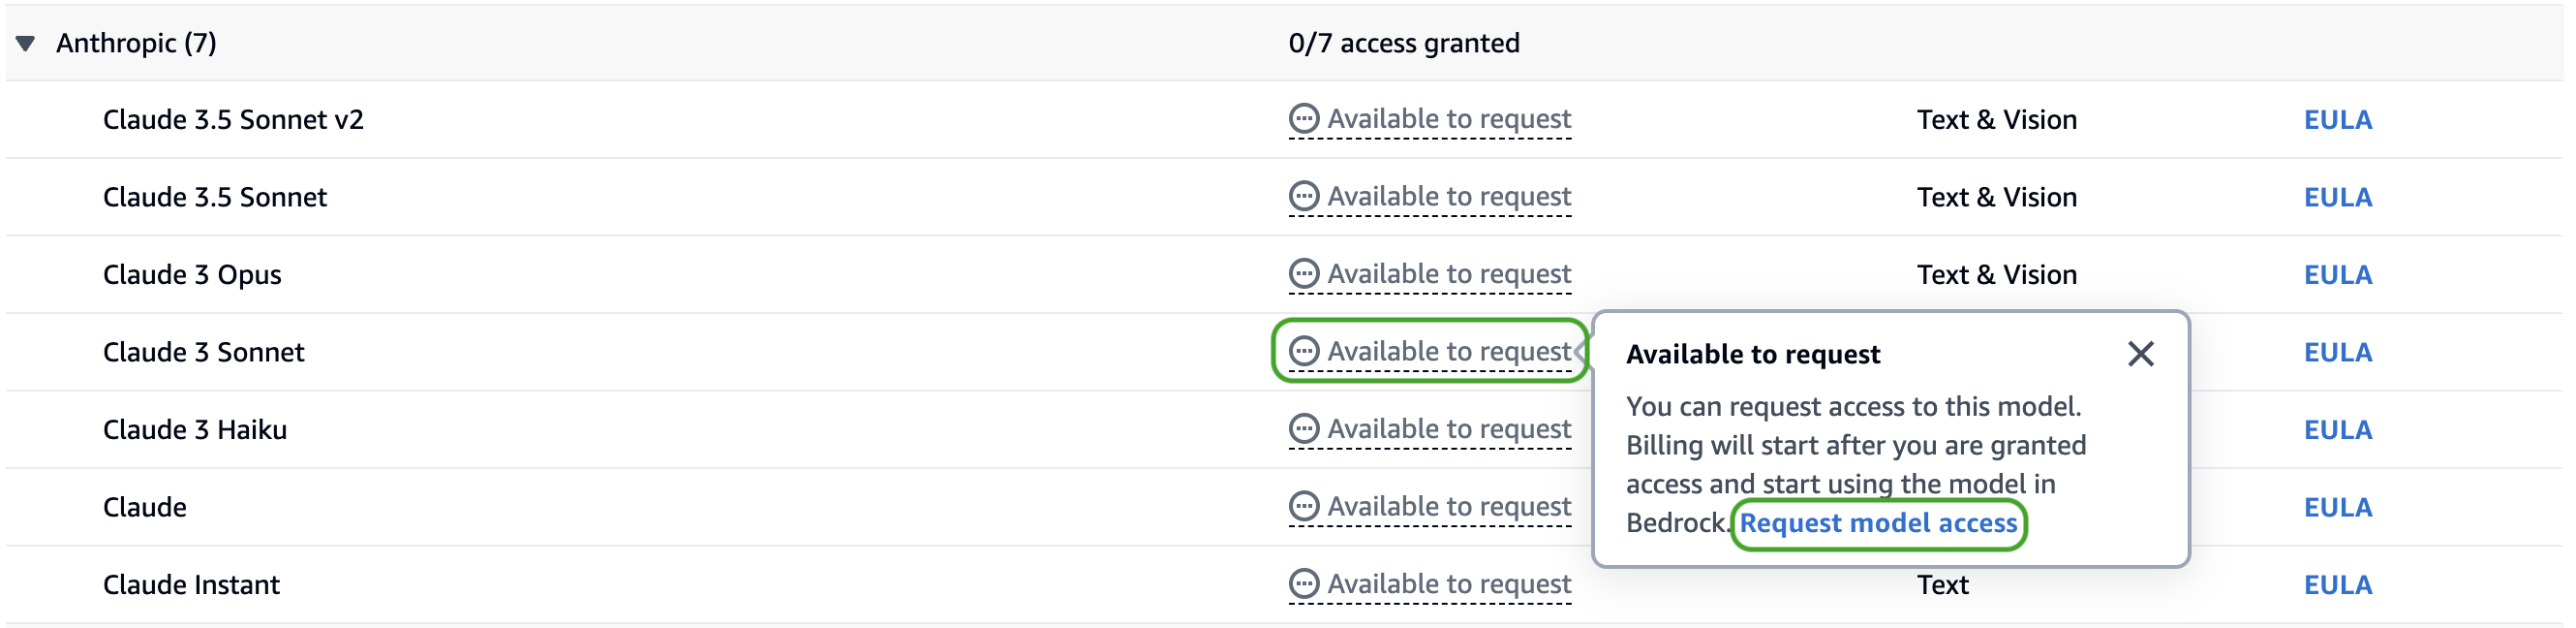 Anthropic (7) 0/7 access granted
Claude 3.5 Sonnet v2 Available to request Text & Vision EULA
Claude 3.5 Sonnet Available to request Text & Vision EULA
Claude 3 Opus Available to request Text & Vision EULA
Claude 3 Sonnet Available to request EULA
Claude 3 Haiku Available to request EULA
Claude Available to request EULA
Claude Instant Available to request Text EULA
Available to request
You can request access to this model.
Billing will start after you are granted
access and start using the model in
Bedrock. Request model access